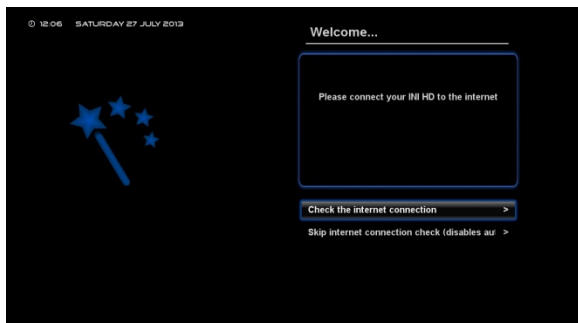 12:06 SATURDAY 27 JULY 2013
Welcome...
Please connect your INI HD to the internet
Check the internet connection >
Skip internet connection check (disables au >